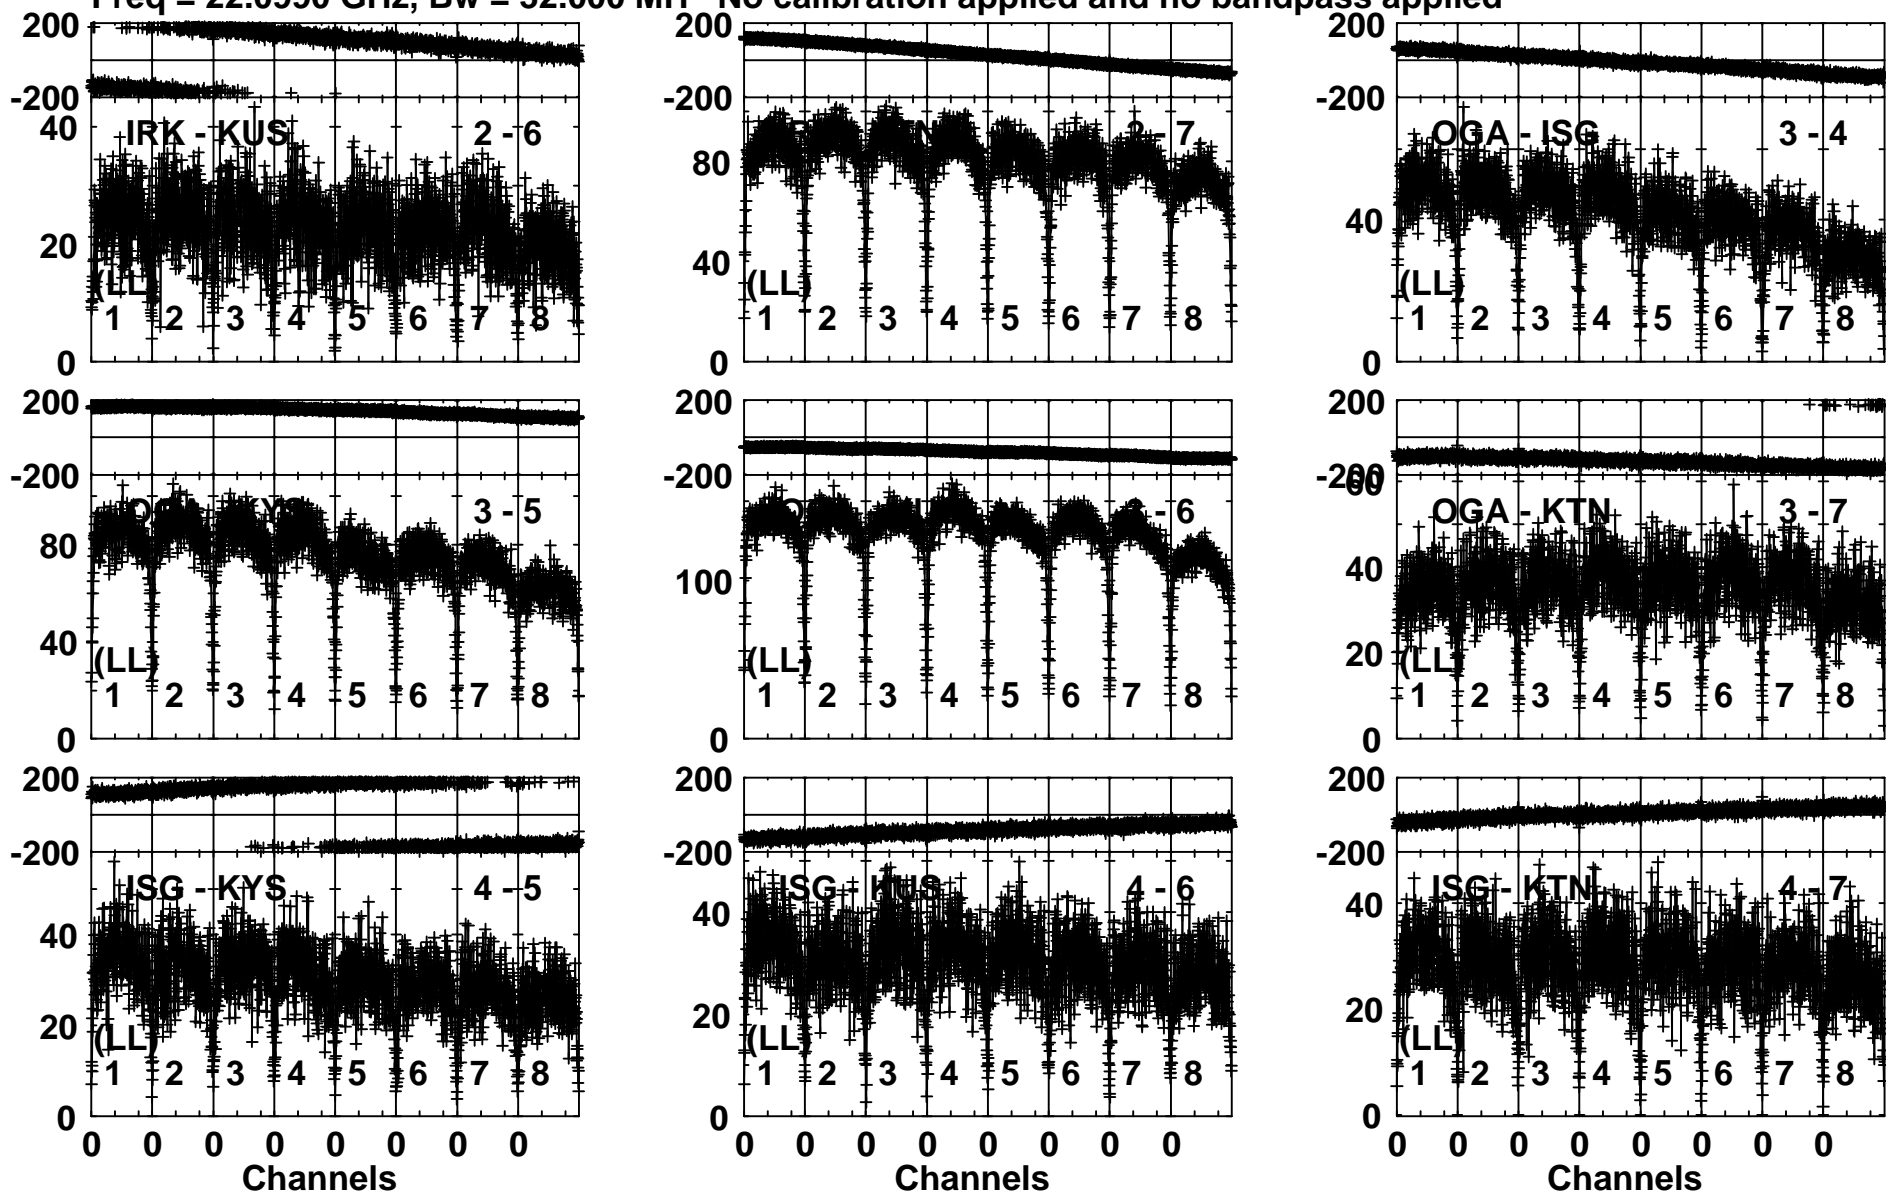 Freq = 22.0990 GHz, Bw = 32.000 MH No calibration applied and no bandpass applied
200 200 200
-200 -200 -200
40 IRK - KUS 2 - 6 2 - 7 OGA - ISG 3 - 4
80
20 40 40
(LL) (LL) (LL)
1 2 3 4 5 6 7 8 1 2 3 4 5 6 7 8 1 2 3 4 5 6 7 8
0 0 0
200 200 200
-200 -200 -200
60
OGA - KYS 3 - 5 3 - 6 OGA - KTN 3 - 7
80 100 40
40 20
(LL) (LL) (LL)
1 2 3 4 5 6 7 8 1 2 3 4 5 6 7 8 1 2 3 4 5 6 7 8
0 0 0
200 200 200
-200 -200 -200
ISG - KYS 4 - 5 ISG - KUS 4 - 6 ISG - KTN 4 - 7
40 40 40
20 20 20
(LL) (LL) (LL)
1 2 3 4 5 6 7 8 1 2 3 4 5 6 7 8 1 2 3 4 5 6 7 8
0 0 0
0 0 0 0 0 0 0 0 0 0 0 0 0 0 0 0 0 0 0 0 0 0 0 0
Channels Channels Channels